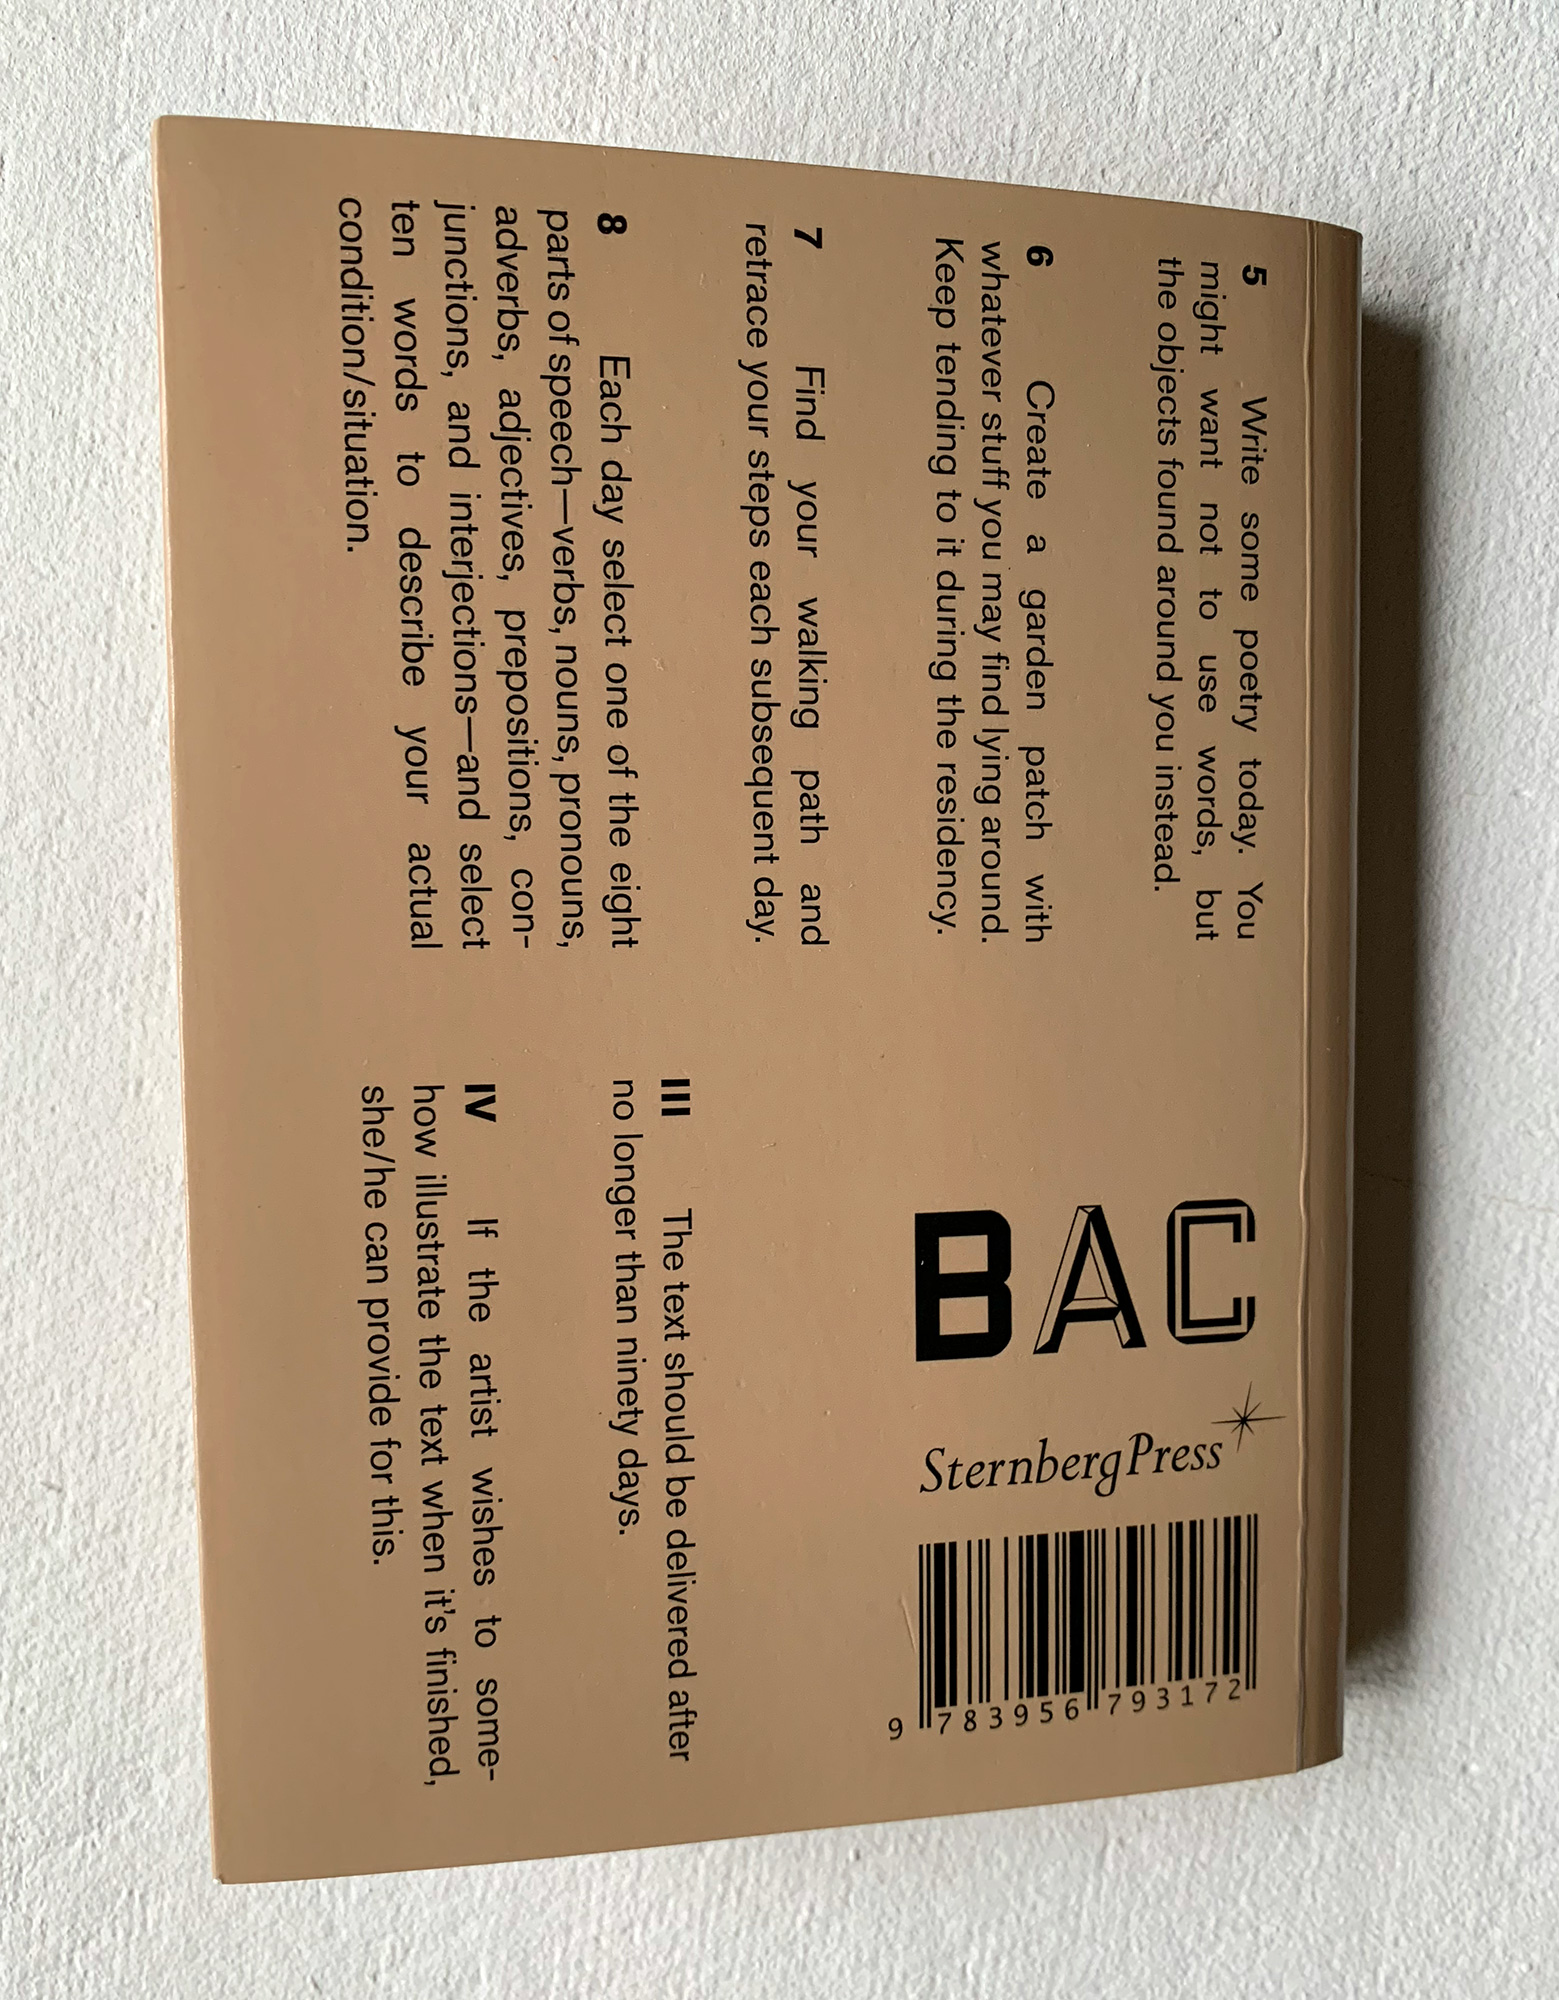 5 Write some poetry today. You
might want not to use words, but
the objects found around you instead.
6 Create a garden patch with
whatever stuff you may find lying around.
Keep tending to it during the residency.
7 Find your walking path and
retrace your steps each subsequent day.
8 Each day select one of the eight
parts of speech—verbs, nouns, pronouns,
adverbs, adjectives, prepositions, con-
junctions, and interjections—and select
ten words to describe your actual
condition/situation.
III The text should be delivered after
no longer than ninety days.
IV If the artist wishes to some-
how illustrate the text when it's finished,
she/he can provide for this.
BAC
SternbergPress
9 783956 793172